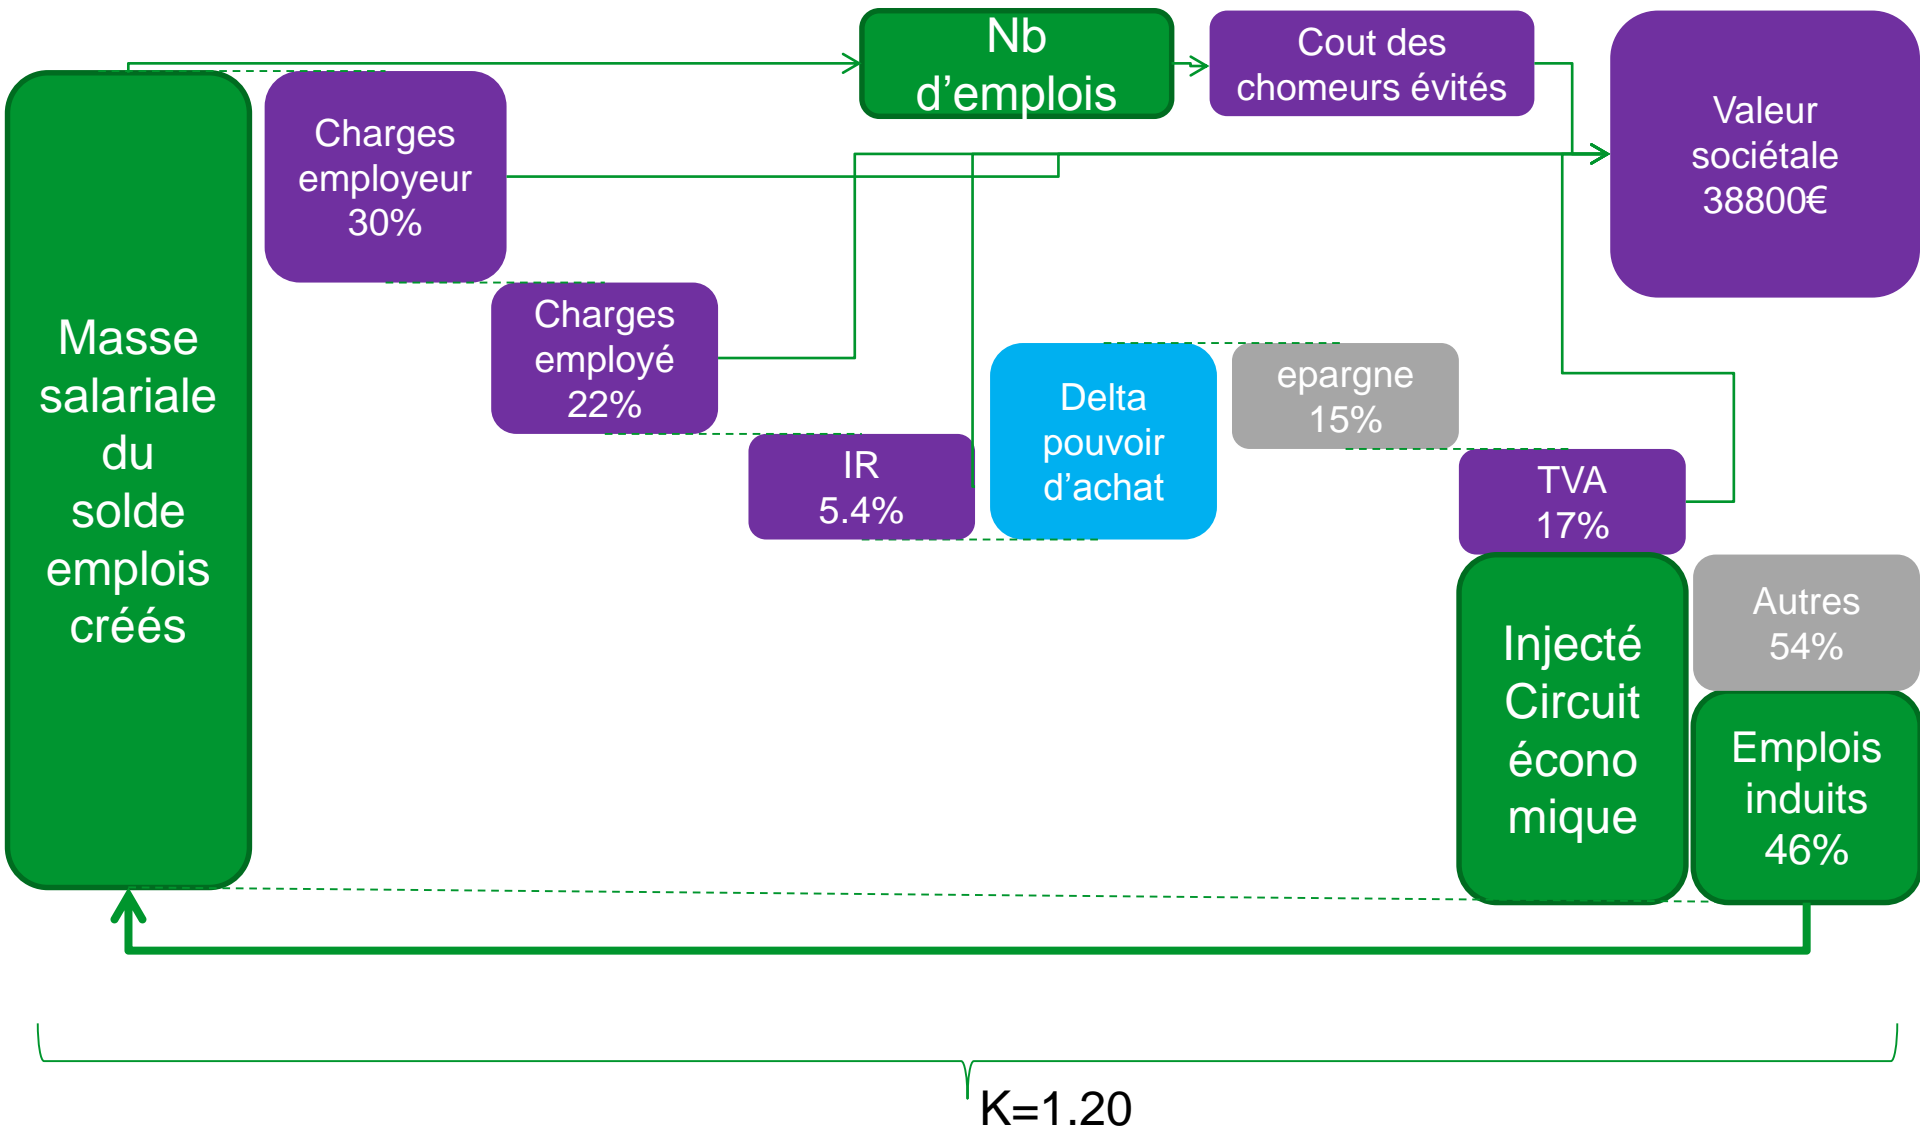 Nb
d’emplois
Cout des
chomeurs évités
Valeur
sociétale
38800€
Charges
employeur
30%
Masse
salariale
du
solde
emplois
créés
Charges
employé
22%
IR
5.4%
Delta
pouvoir
d’achat
epargne
15%
TVA
17%
Injecté
Circuit
écono
mique
Autres
54%
Emplois
induits
46%
K=1.20